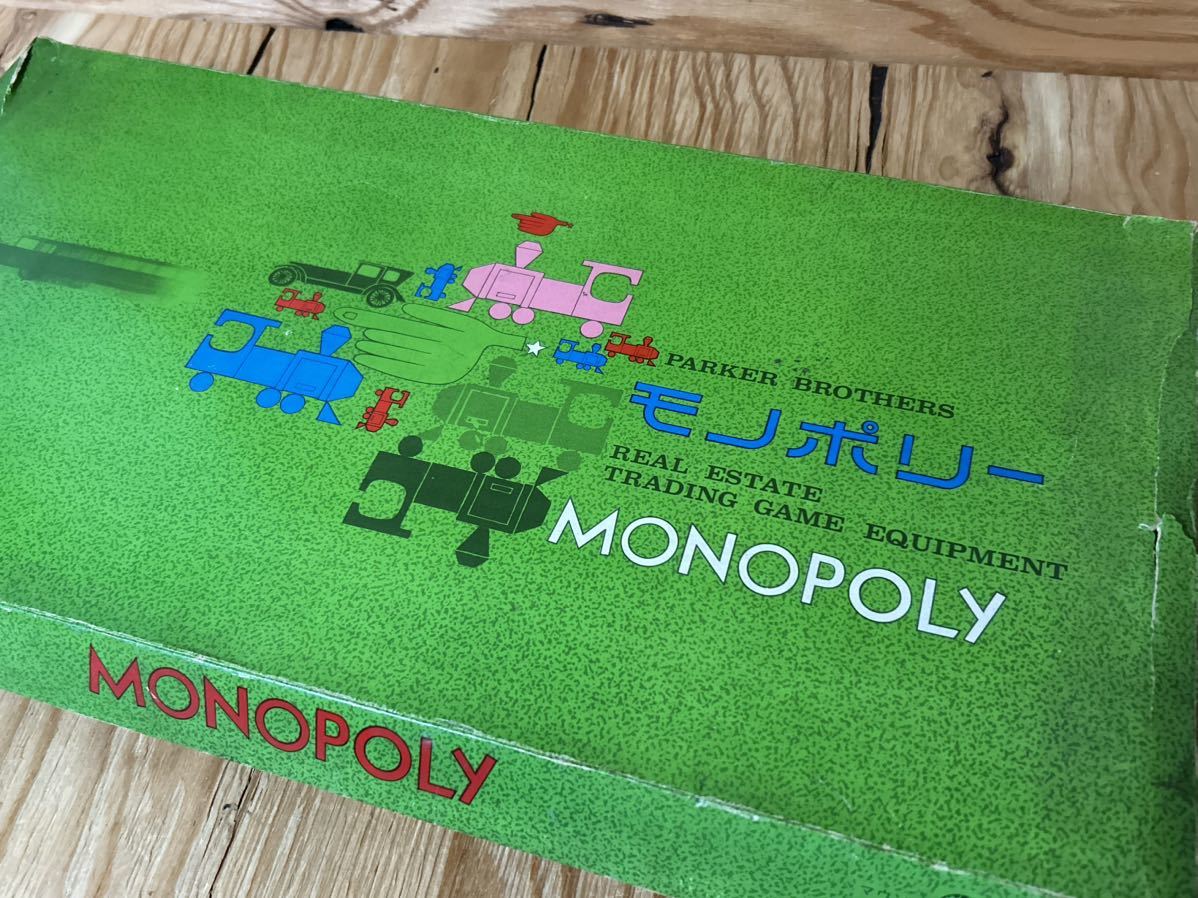 PARKER BROTHERS
モノポリー
REAL ESTATE
TRADING GAME EQUIPMENT
MONOPOLY
MONOPOLY